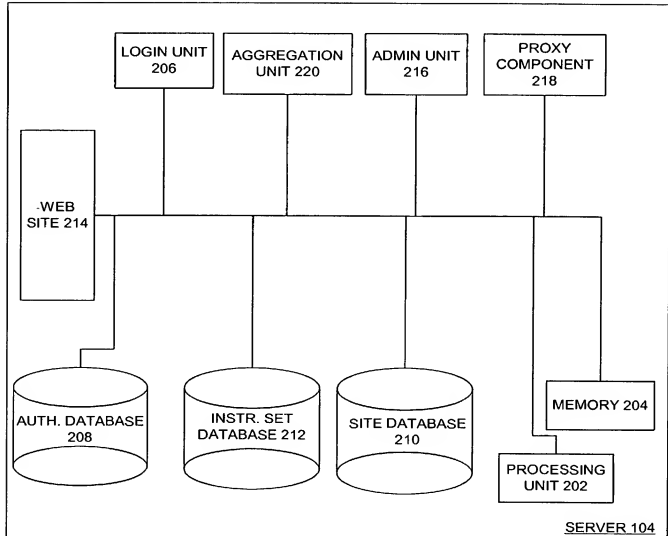 LOGIN UNIT
206
AGGREGATION
UNIT 220
ADMIN UNIT
216
PROXY
COMPONENT
218
-WEB
SITE 214
AUTH. DATABASE
208
INSTR. SET
DATABASE 212
SITE DATABASE
210
MEMORY 204
PROCESSING
UNIT 202
SERVER 104